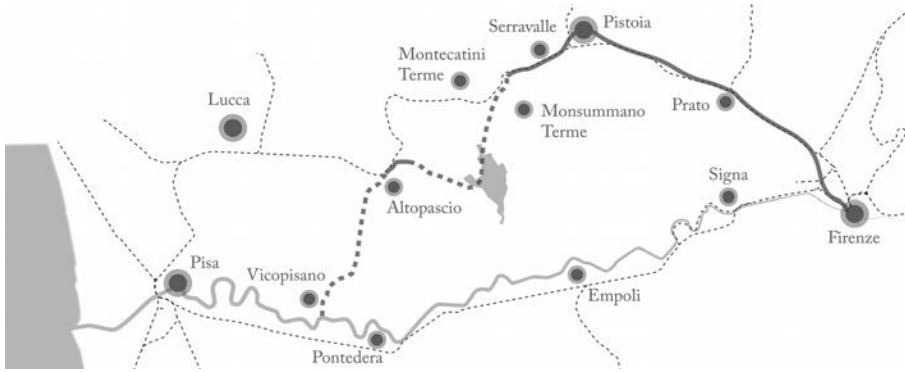 Serravalle
Pistoia
Montecatini
Terme
Lucca
Monsummano
Terme
Prato
Signa
Altopascio
Firenze
Pisa
Vicopisano
Empoli
Pontedera